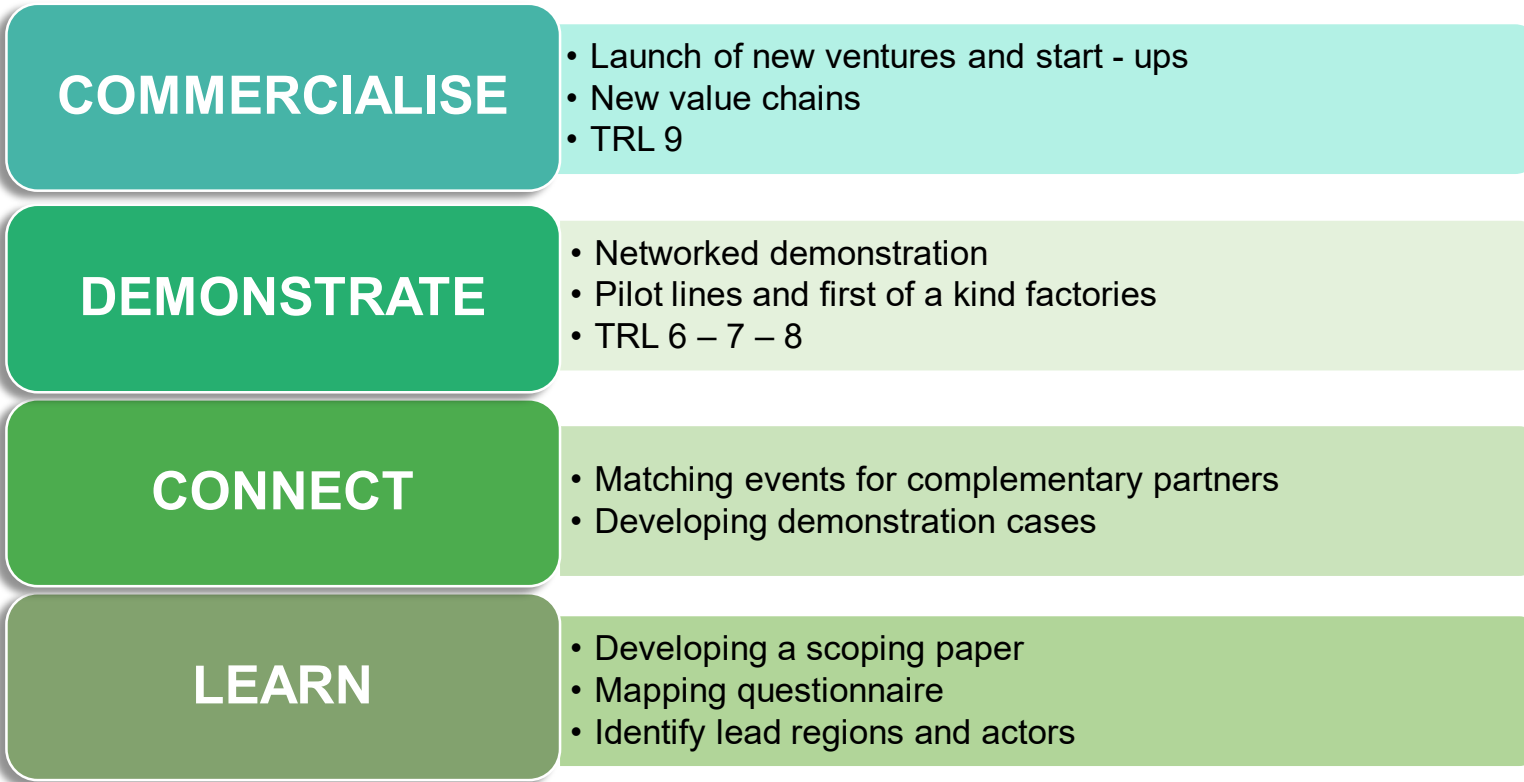 COMMERCIALISE
• Launch of new ventures and start - ups
• New value chains
• TRL 9
DEMONSTRATE
• Networked demonstration
• Pilot lines and first of a kind factories
• TRL 6 – 7 – 8
CONNECT
• Matching events for complementary partners
• Developing demonstration cases
LEARN
• Developing a scoping paper
• Mapping questionnaire
• Identify lead regions and actors